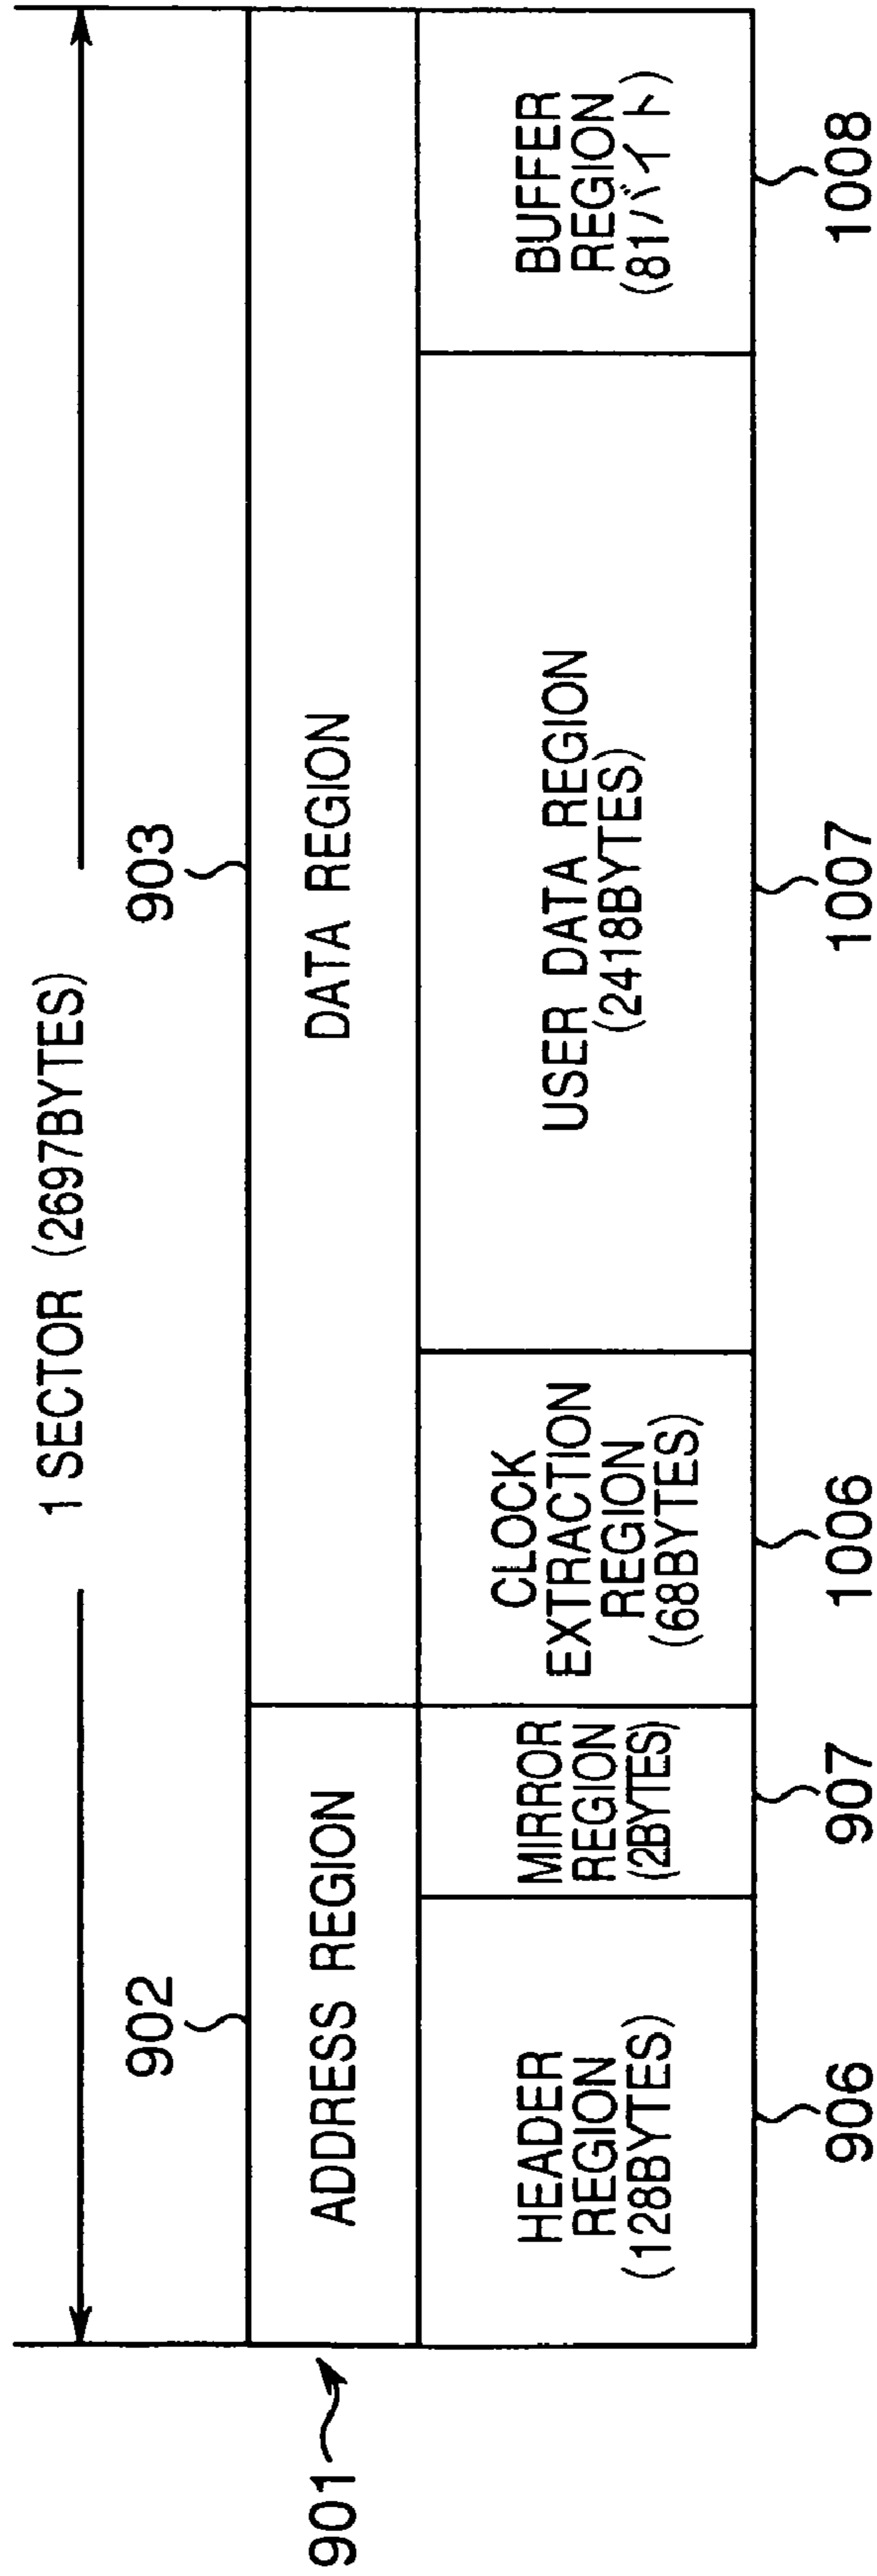 1 SECTOR (2697BYTES)
902
903
901
ADDRESS REGION
DATA REGION
HEADER
REGION
(128BYTES)
MIRROR
REGION
(2BYTES)
CLOCK
EXTRACTION
REGION
(68BYTES)
USER DATA REGION
(2418BYTES)
BUFFER
REGION
(81バイト)
906
907
1006
1007
1008